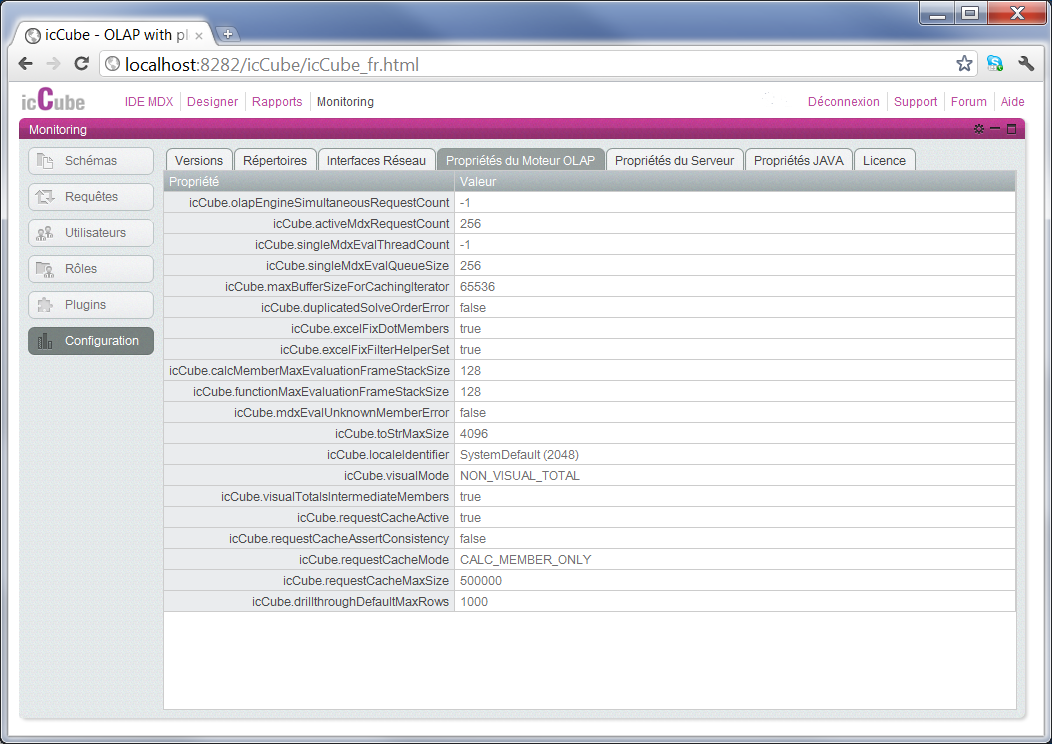 icCube - OLAP with pl
localhost:8282/icCube/icCube_fr.html
icCube IDE MDX Designer Rapports Monitoring Déconnexion Support Forum Aide
Monitoring
Schémas
Requêtes
Utilisateurs
Rôles
Plugins
Configuration
Versions Répertoires Interfaces Réseau Propriétés du Moteur OLAP Propriétés du Serveur Propriétés JAVA Licence
Propriété Valeur
icCube.olapEngineSimultaneousRequestCount -1
icCube.activeMdxRequestCount 256
icCube.singleMdxEvalThreadCount -1
icCube.singleMdxEvalQueueSize 256
icCube.maxBufferSizeForCachingIterator 65536
icCube.duplicatedSolveOrderError false
icCube.excelFixDotMembers true
icCube.excelFixFilterHelperSet true
icCube.calcMemberMaxEvaluationFrameStackSize 128
icCube.functionMaxEvaluationFrameStackSize 128
icCube.mdxEvalUnknownMemberError false
icCube.toStrMaxSize 4096
icCube.localeIdentifier SystemDefault (2048)
icCube.visualMode NON_VISUAL_TOTAL
icCube.visualTotalsIntermediateMembers true
icCube.requestCacheActive true
icCube.requestCacheAssertConsistency false
icCube.requestCacheMode CALC_MEMBER_ONLY
icCube.requestCacheMaxSize 500000
icCube.drillthroughDefaultMaxRows 1000